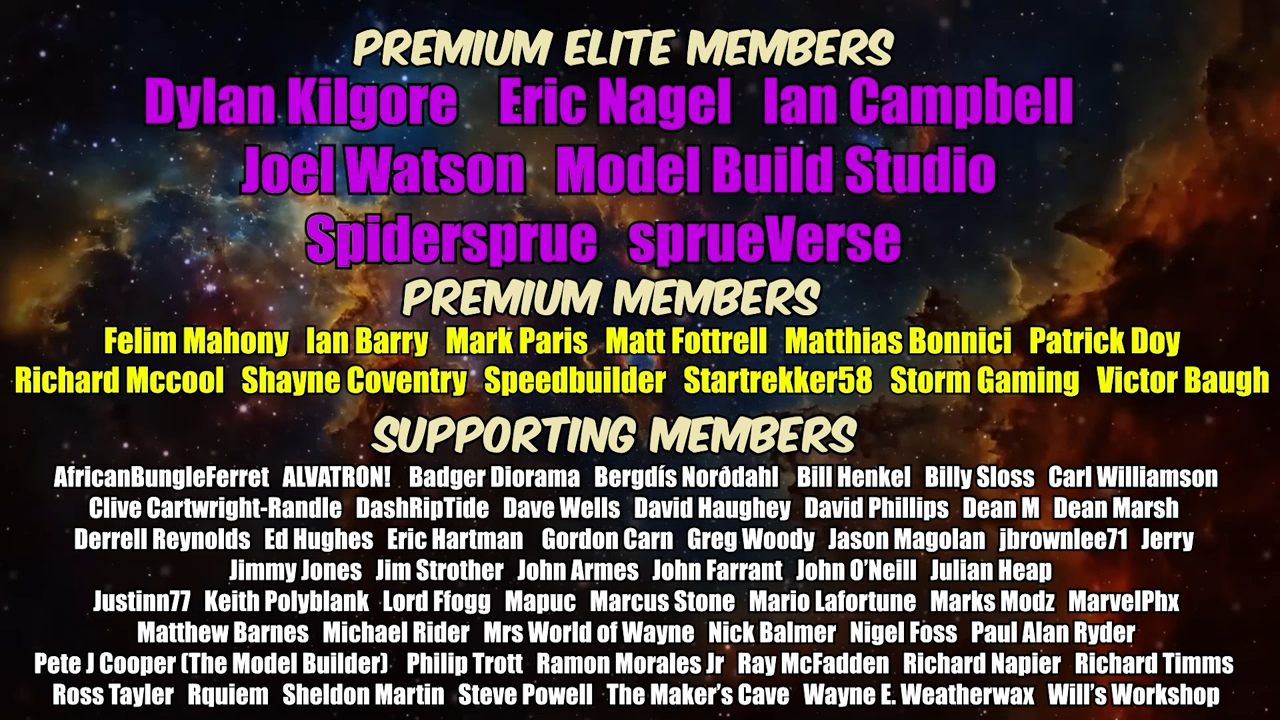 PREMIUM ELITE MEMBERS
Dylan Kilgore Eric Nagel Ian Campbell
Joel Watson Model Build Studio
Spidersprue sprueVerse
PREMIUM MEMBERS
Felim Mahony Ian Barry Mark Paris Matt Fottrell Matthias Bonnici Patrick Doy
Richard Mccool Shayne Coventry Speedbuilder Startrekker58 Storm Gaming Victor Baugh
SUPPORTING MEMBERS
AfricanBungleFerret ALVATRON! Badger Diorama Bergdís Norðdahl Bill Henkel Billy Sloss Carl Williamson
Clive Cartwright-Randle DashRipTide Dave Wells David Haughey David Phillips Dean M Dean Marsh
Derrell Reynolds Ed Hughes Eric Hartman Gordon Carn Greg Woody Jason Magolan jbrownlee71 Jerry
Jimmy Jones Jim Strother John Armes John Farrant John O’Neill Julian Heap
Justinn77 Keith Polyblank Lord Ffogg Mapuc Marcus Stone Mario Lafortune Marks Modz MarvelPhx
Matthew Barnes Michael Rider Mrs World of Wayne Nick Balmer Nigel Foss Paul Alan Ryder
Pete J Cooper (The Model Builder) Philip Trott Ramon Morales Jr Ray McFadden Richard Napier Richard Timms
Ross Tayler Rquiem Sheldon Martin Steve Powell The Maker’s Cave Wayne E. Weatherwax Will’s Workshop